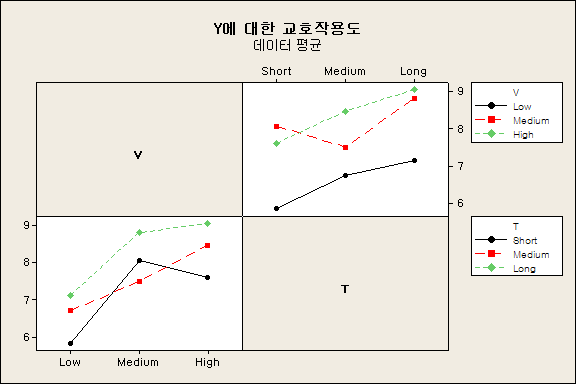 Y에 대한 교호작용도
데이터 평균
Short Medium Long
V
9
8
7
6
V
Low
Medium
High
9
8
7
6
T
T
Short
Medium
Long
Low Medium High